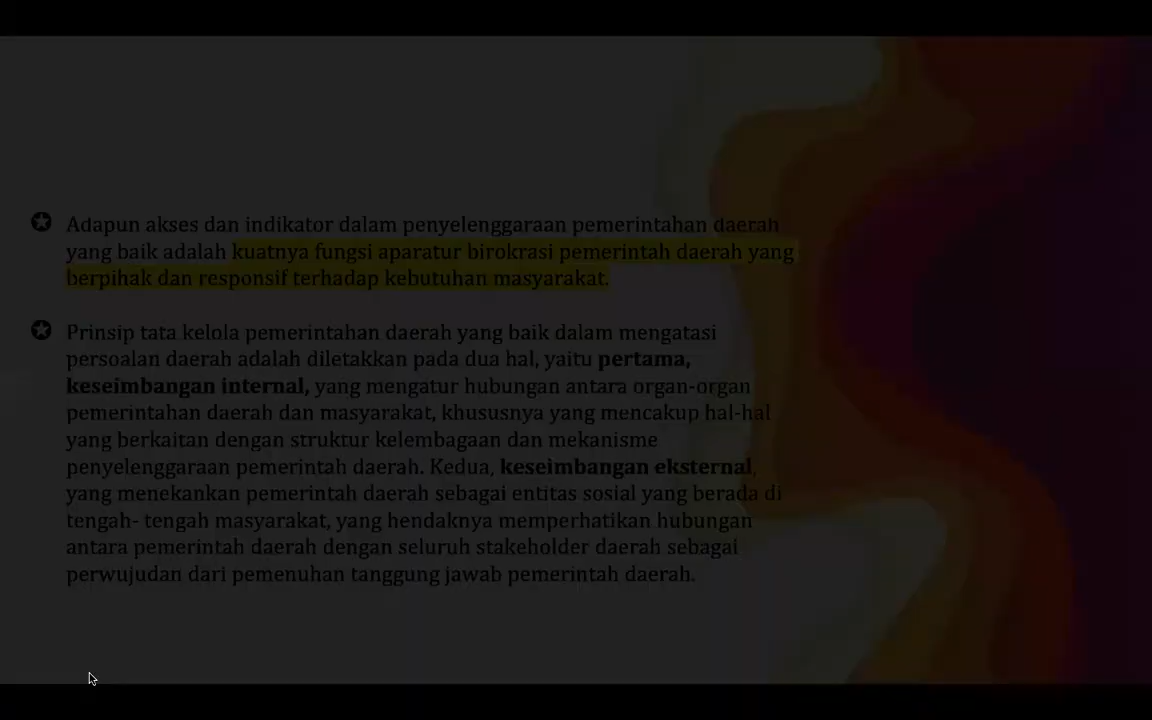 Adapun akses dan indikator dalam penyelenggaraan pemerintahan daerah
yang baik adalah kuatnya fungsi aparatur birokrasi pemerintah daerah yang
berpihak dan responsif terhadap kebutuhan masyarakat.
Prinsip tata kelola pemerintahan daerah yang baik dalam mengatasi
persoalan daerah adalah diletakkan pada dua hal, yaitu pertama,
keseimbangan internal, yang mengatur hubungan antara organ-organ
pemerintahan daerah dan masyarakat, khususnya yang mencakup hal-hal
yang berkaitan dengan struktur kelembagaan dan mekanisme
penyelenggaraan pemerintah daerah. Kedua, keseimbangan eksternal,
yang menekankan pemerintah daerah sebagai entitas sosial yang berada di
tengah- tengah masyarakat, yang hendaknya memperhatikan hubungan
antara pemerintah daerah dengan seluruh stakeholder daerah sebagai
perwujudan dari pemenuhan tanggung jawab pemerintah daerah.